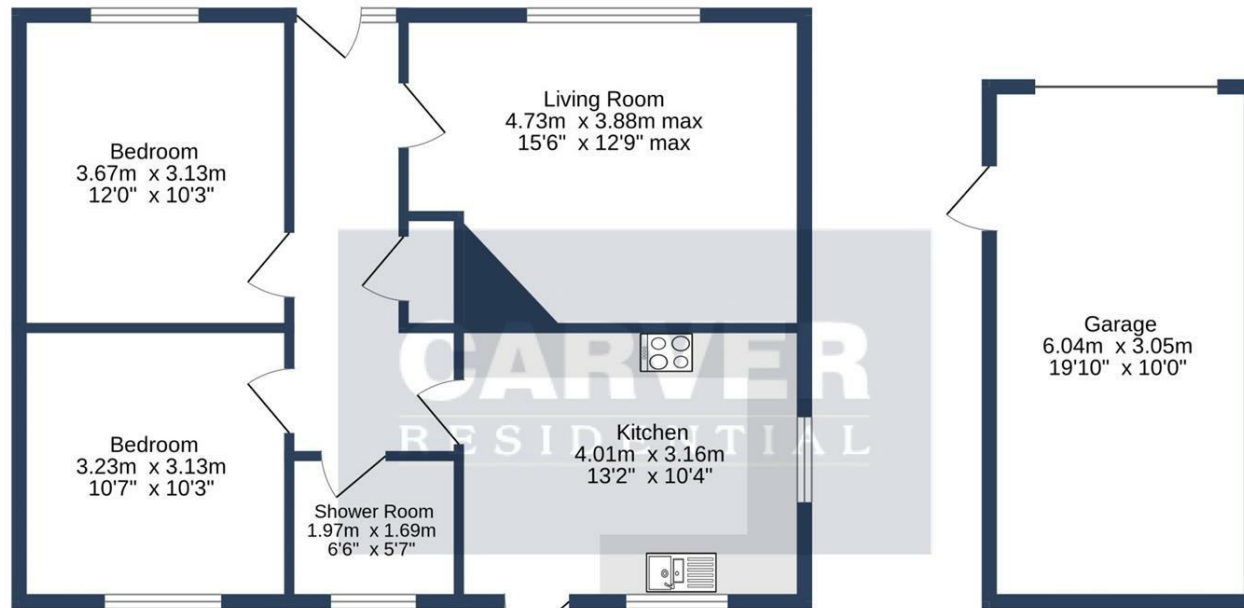 Bedroom
3.67m x 3.13m
12'0" x 10'3"
Living Room
4.73m x 3.88m max
15'6" x 12'9" max
Garage
6.04m x 3.05m
19'10" x 10'0"
CARVER
RESIDENTIAL
Bedroom
3.23m x 3.13m
10'7" x 10'3"
Shower Room
1.97m x 1.69m
6'6" x 5'7"
Kitchen
4.01m x 3.16m
13'2" x 10'4"